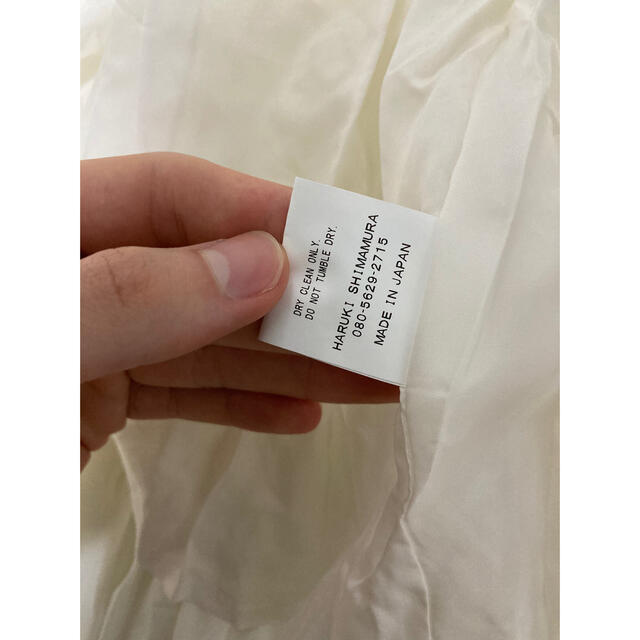 DRY CLEAN ONLY.
DO NOT TUMBLE DRY.
HARUKI SHIMAMURA
080-5629-2715
MADE IN JAPAN